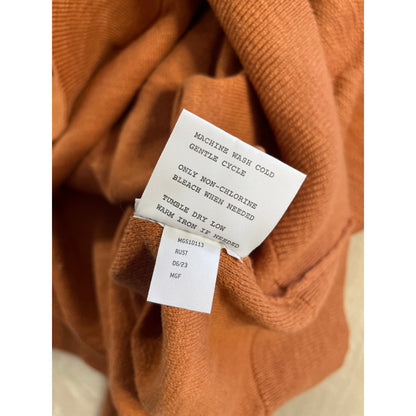 MACHINE WASH COLD
GENTLE CYCLE
ONLY NON-CHLORINE
BLEACH WHEN NEEDED
TUMBLE DRY LOW
WARM IRON IF NEEDED
MGS10113
RUST
D6/23
MGF